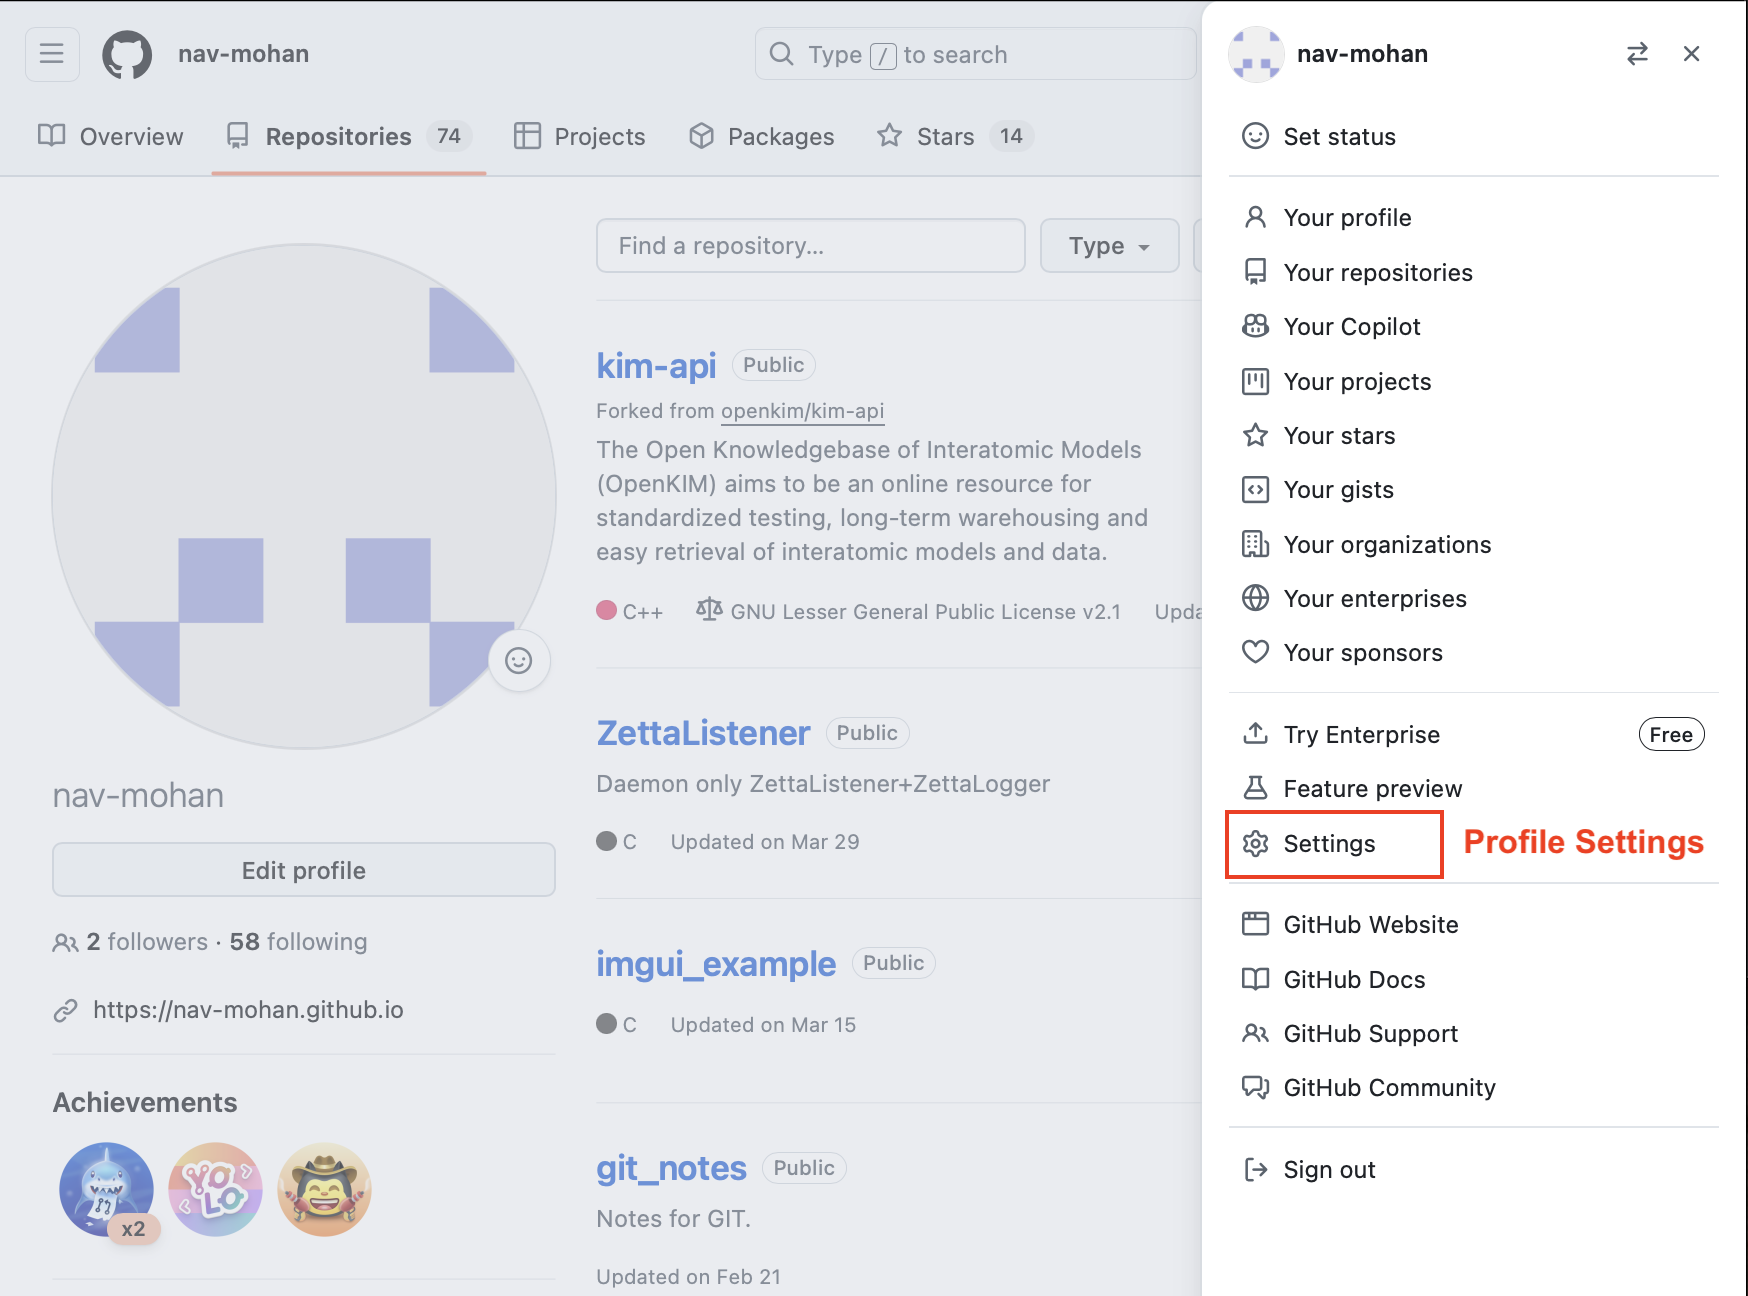 nav-mohan
Type / to search
Overview
Repositories 74
Projects
Packages
Stars 14
Find a repository...
Type
kim-api Public
Forked from openkim/kim-api
The Open Knowledgebase of Interatomic Models
(OpenKIM) aims to be an online resource for
standardized testing, long-term warehousing and
easy retrieval of interatomic models and data.
C++ GNU Lesser General Public License v2.1 Upda
ZettaListener Public
Daemon only ZettaListener+ZettaLogger
C Updated on Mar 29
imgui_example Public
C Updated on Mar 15
git_notes Public
Notes for GIT.
Updated on Feb 21
nav-mohan
Edit profile
2 followers · 58 following
https://nav-mohan.github.io
Achievements
x2
YOLO
nav-mohan
Set status
Your profile
Your repositories
Your Copilot
Your projects
Your stars
Your gists
Your organizations
Your enterprises
Your sponsors
Try Enterprise Free
Feature preview
Settings
Profile Settings
GitHub Website
GitHub Docs
GitHub Support
GitHub Community
Sign out